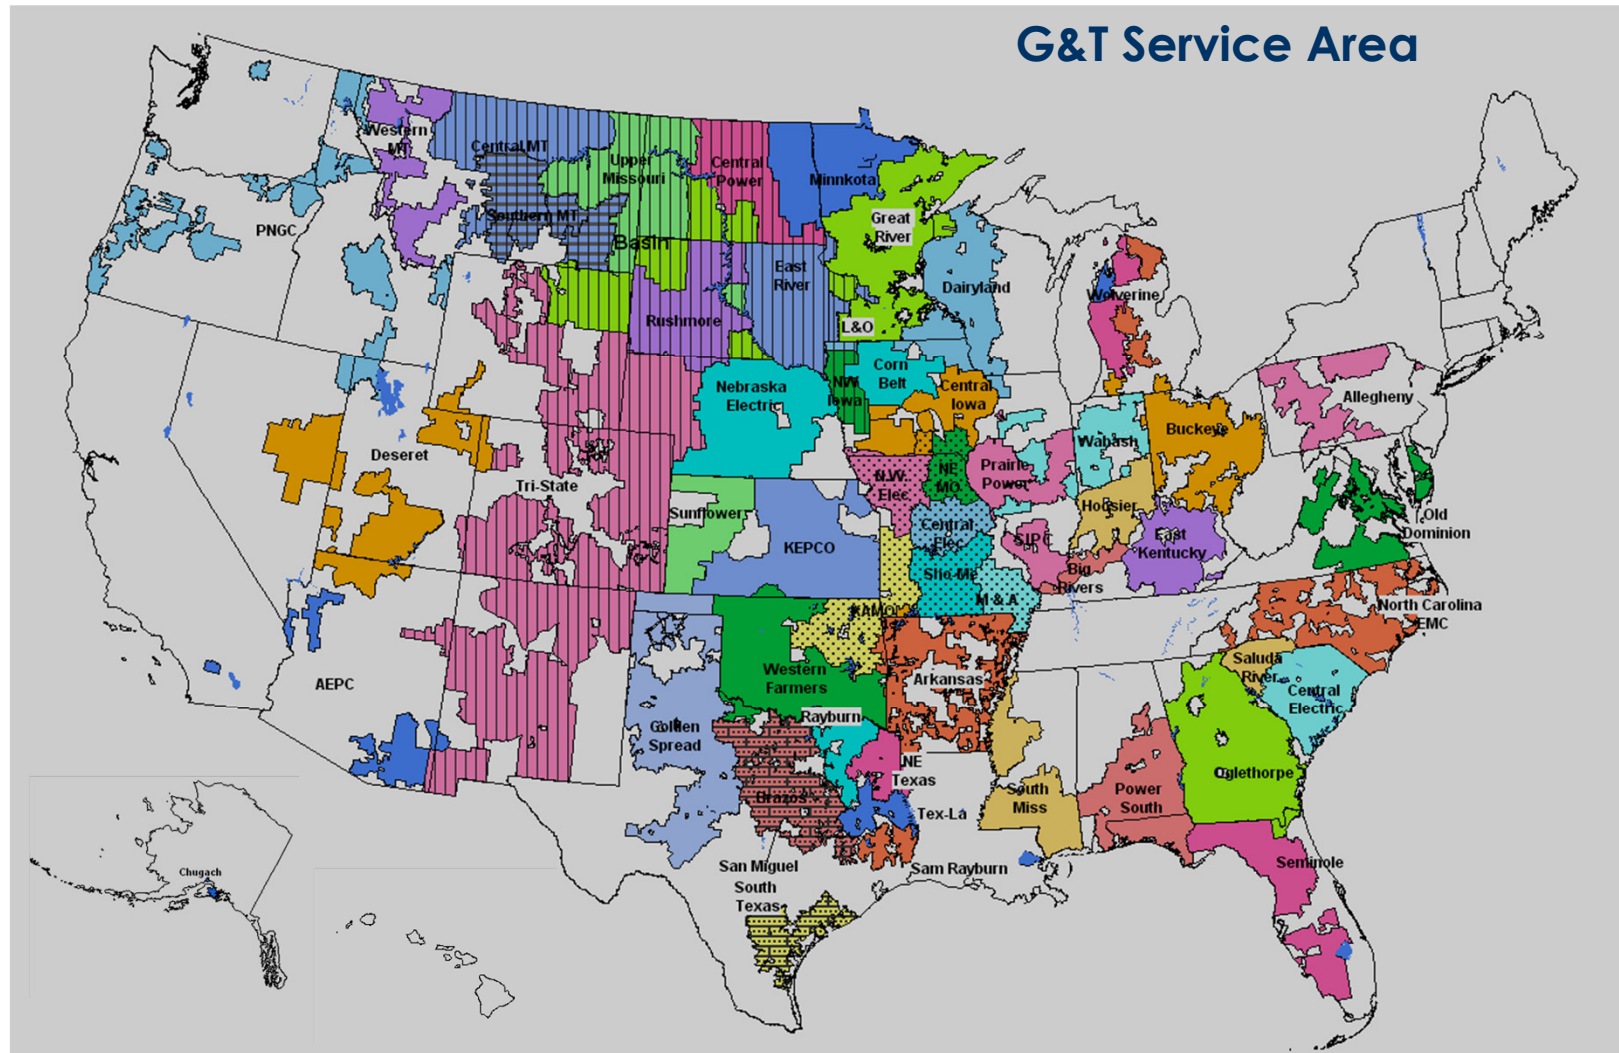 G&T Service Area
Western
MT
Central MT
Upper
Missouri
Central
Power
Minnkota
Southern MT
Great
River
PNGC
Basin
East
River
Dairyland
Wolverine
Rushmore
L&O
Nebraska
Electric
NW
Iowa
Corn
Belt
Central
Iowa
Allegheny
Deseret
Wabash
Buckeye
Tri-State
N.W.
Elec
NE
MO
Prairie
Power
Sunflower
Hoosier
Old
Dominion
Central
Elec
SIPC
East
Kentucky
KEPCO
Sho-Me
Big
Rivers
M & A
KAMO
North Carolina
EMC
AEPC
Western
Farmers
Arkansas
Saluda
River
Central
Electric
Golden
Spread
Rayburn
NE
Texas
Oglethorpe
Brazos
South
Miss
Power
South
Tex-La
San Miguel
Sam Rayburn
Seminole
Chugach
South
Texas